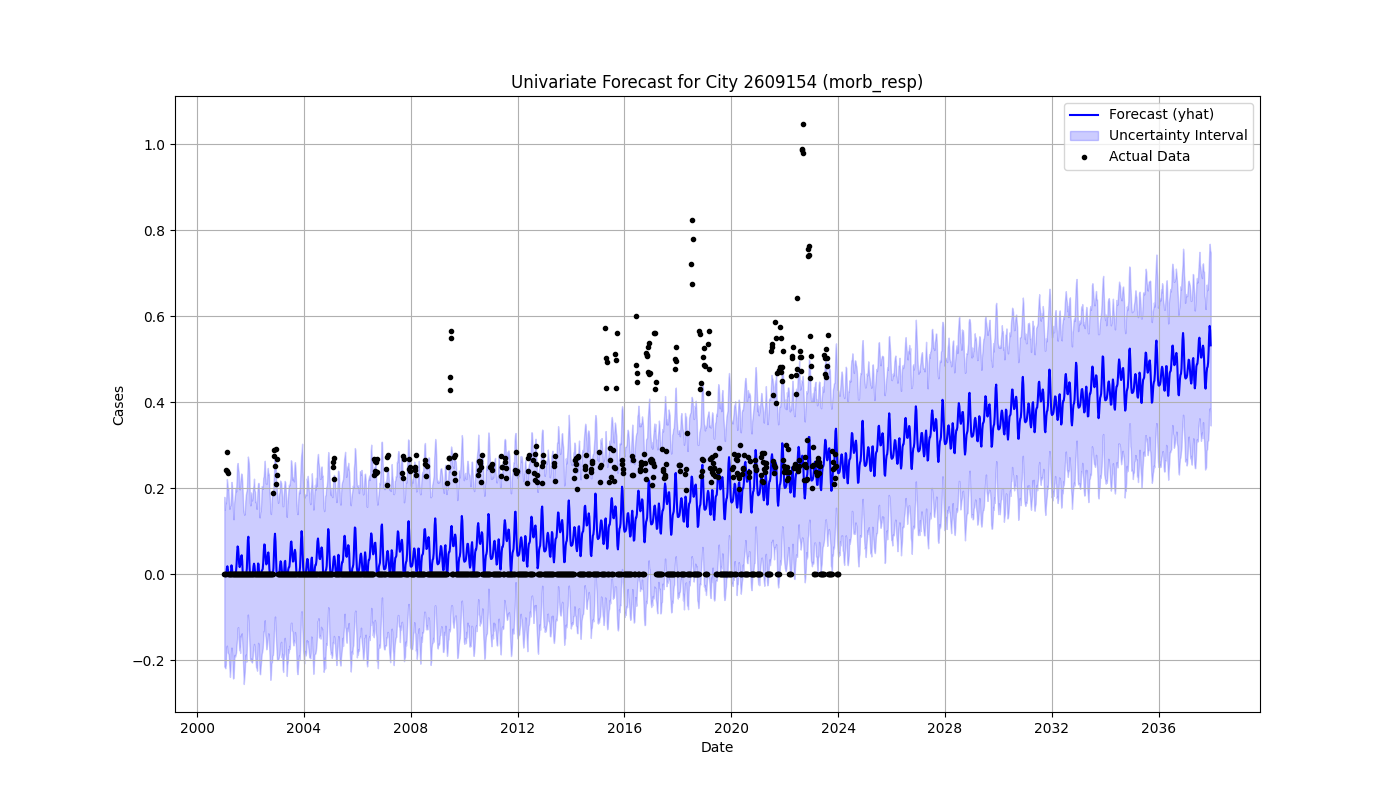 Univariate Forecast for City 2609154 (morb_resp)
Forecast (yhat)
Uncertainty Interval
Actual Data
Cases
1.0
0.8
0.6
0.4
0.2
0.0
−0.2
2000 2004 2008 2012 2016 2020 2024 2028 2032 2036
Date